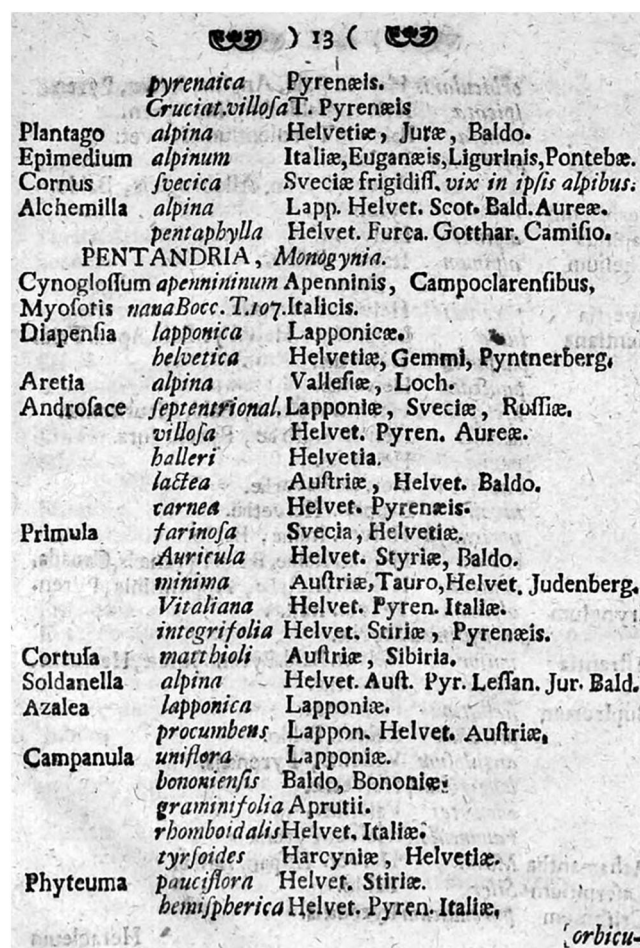 ) 13 (
pyrenaica Pyrenæis.
Cruciat.villoſa T. Pyrenæis
Plantago alpina Helvetiæ, Juræ, Baldo.
Epimedium alpinum Italiæ,Euganæis,Ligurinis,Pontebæ.
Cornus ſvecica Sveciæ frigidiſſ. vix in ipſis alpibus.
Alchemilla alpina Lapp. Helvet. Scot. Bald.Aureæ.
pentaphylla Helvet. Furca. Gotthar. Camiſio.
PENTANDRIA, Monogynia.
Cynogloſſum apennininum Apenninis, Campoclarenſibus,
Myoſotis nana Bocc. T.107. Italicis.
Diapenſia lapponica Lapponicæ.
helvetica Helvetiæ, Gemmi, Pyntnerberg,
Aretia alpina Valleſiæ, Loch.
Androſace ſeptentrional. Lapponiæ, Sveciæ, Ruſſiæ.
villoſa Helvet. Pyren. Aureæ.
halleri Helvetia.
lactea Auſtriæ, Helvet. Baldo.
carnea Helvet. Pyrenæis.
Primula farinoſa Svecia, Helvetiæ.
Auricula Helvet. Styriæ, Baldo.
minima Auſtriæ,Tauro,Helvet. Judenberg.
Vitaliana Helvet. Pyren. Italiæ.
integrifolia Helvet. Stiriæ, Pyrenæis.
Cortuſa matthioli Auſtriæ, Sibiria.
Soldanella alpina Helvet. Auſt. Pyr. Leſſan. Jur. Bald.
Azalea lapponica Lapponiæ.
procumbens Lappon. Helvet. Auſtriæ,
Campanula uniflora Lapponiæ.
bononienſis Baldo, Bononiæ.
graminifolia Aprutii.
rhomboidalis Helvet. Italiæ.
tyrſoides Harcyniæ, Helvetiæ.
Phyteuma pauciflora Helvet. Stiriæ.
hemiſpherica Helvet. Pyren. Italiæ,
orbicu-